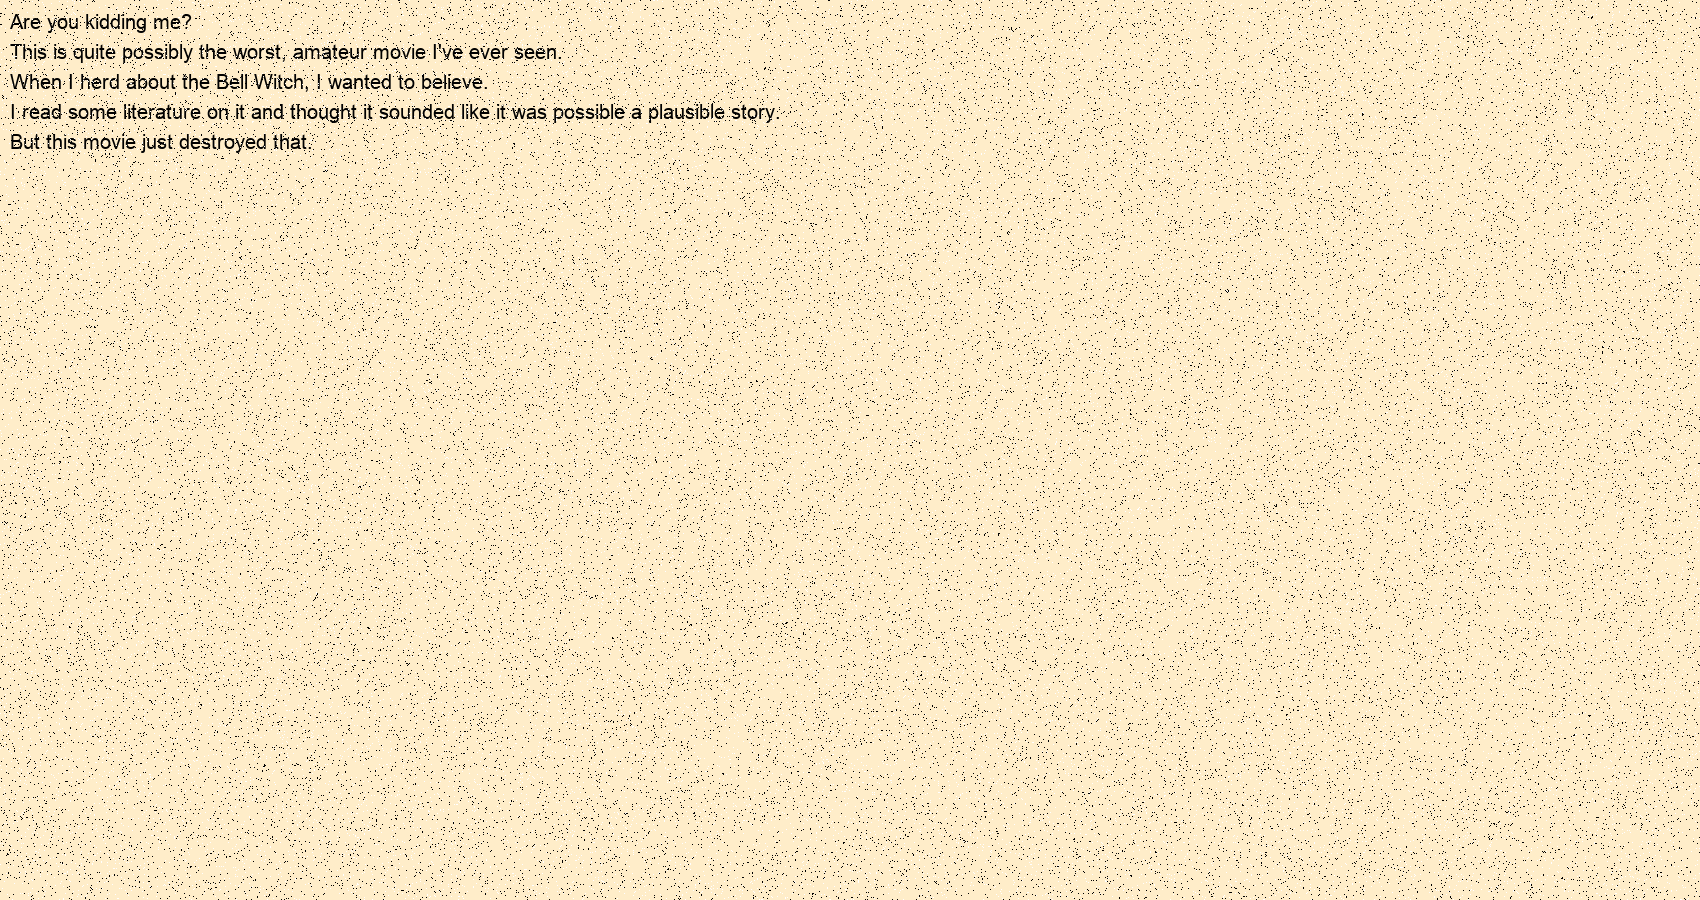 Are you kidding me?
This is quite possibly the worst, amateur movie I've ever seen.
When I herd about the Bell Witch, I wanted to believe.
I read some literature on it and thought it sounded like it was possible a plausible story.
But this movie just destroyed that.